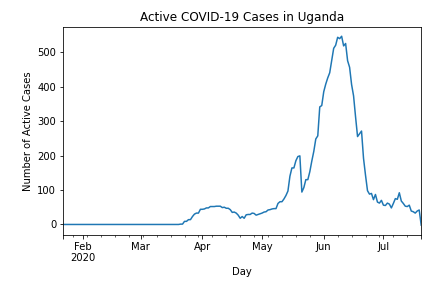 Active COVID-19 Cases in Uganda
500
400
300
200
100
0
Number of Active Cases
Feb Mar Apr May Jun Jul
2020
Day